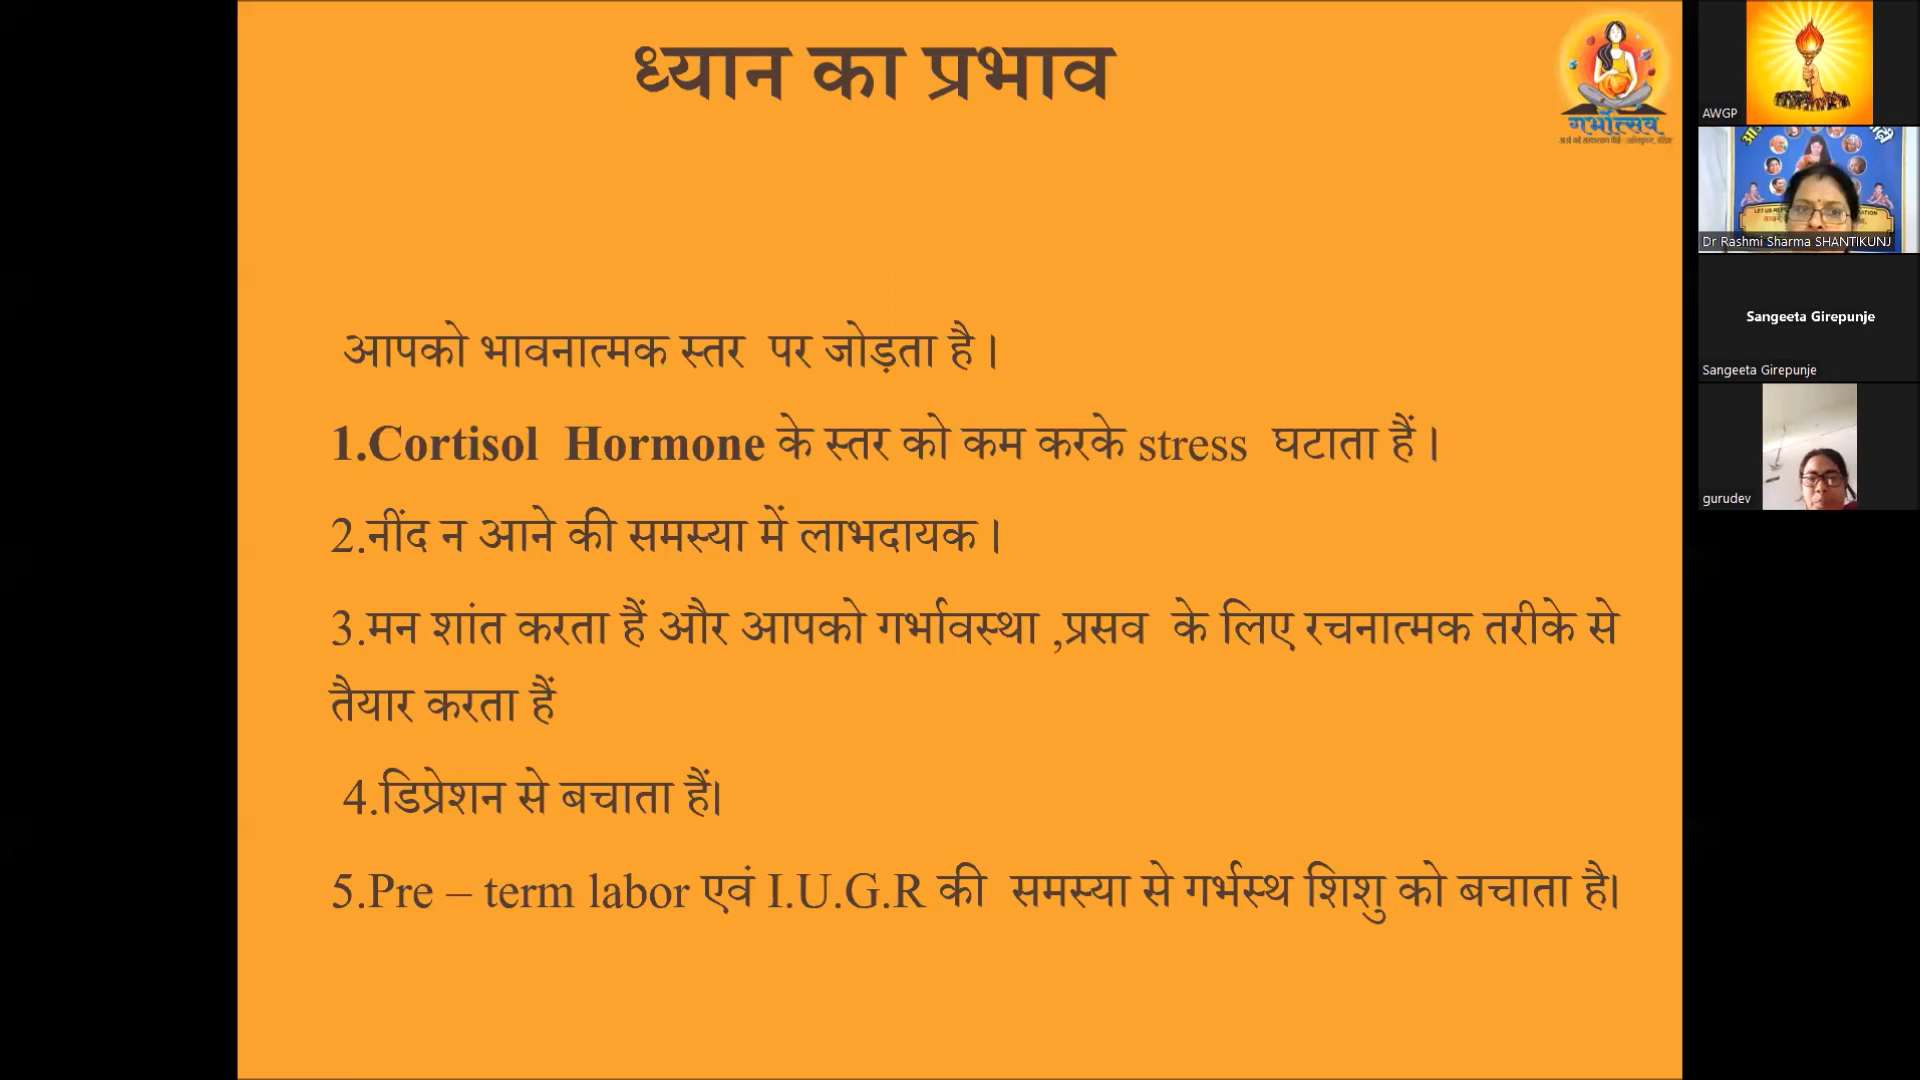 ध्यान का प्रभाव
गर्भोत्सव
आपको भावनात्मक स्तर पर जोड़ता है ।
1.Cortisol Hormone के स्तर को कम करके stress घटाता हैं ।
2.नींद न आने की समस्या में लाभदायक ।
3.मन शांत करता हैं और आपको गर्भावस्था ,प्रसव के लिए रचनात्मक तरीके से
तैयार करता हैं
4.डिप्रेशन से बचाता हैं।
5.Pre – term labor एवं I.U.G.R की समस्या से गर्भस्थ शिशु को बचाता है।
AWGP
Dr Rashmi Sharma SHANTIKUNJ
Sangeeta Girepunje
Sangeeta Girepunje
gurudev